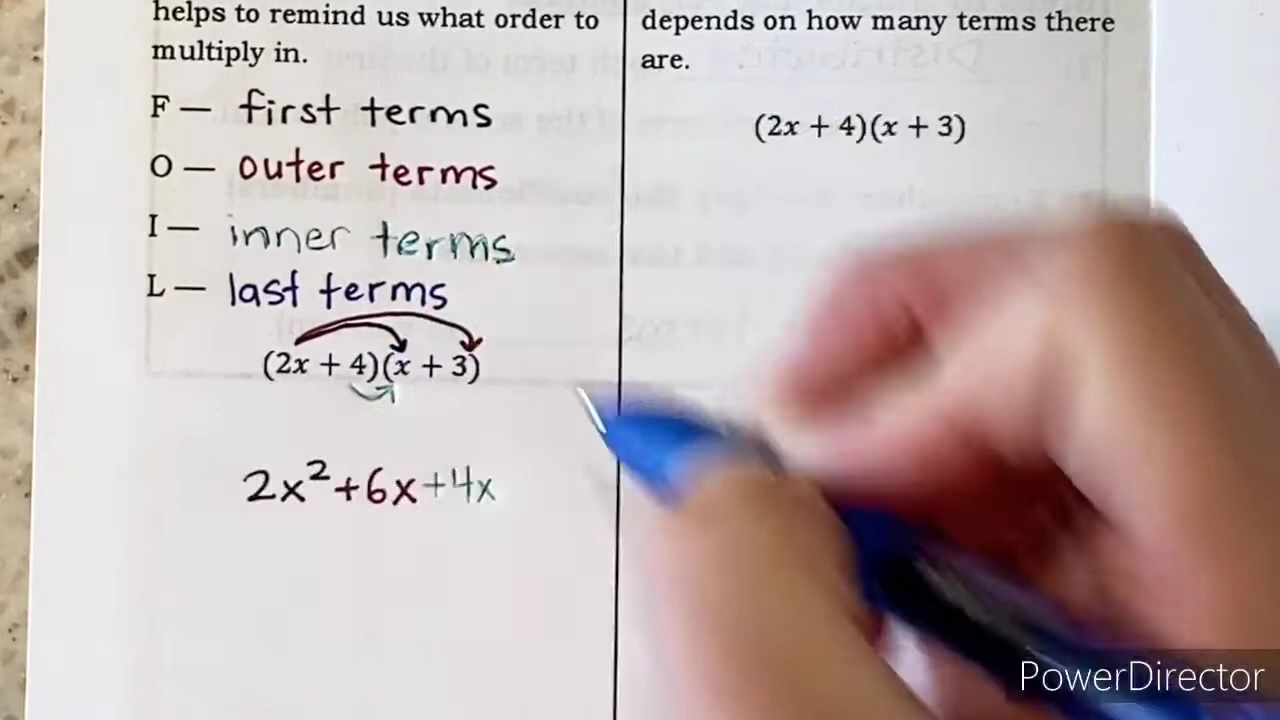 helps to remind us what order to
multiply in.
F — first terms
O — outer terms
I — inner terms
L — last terms
(2x + 4)(x + 3)
2x²+6x+4x
depends on how many terms there
are.
(2x + 4)(x + 3)
PowerDirector